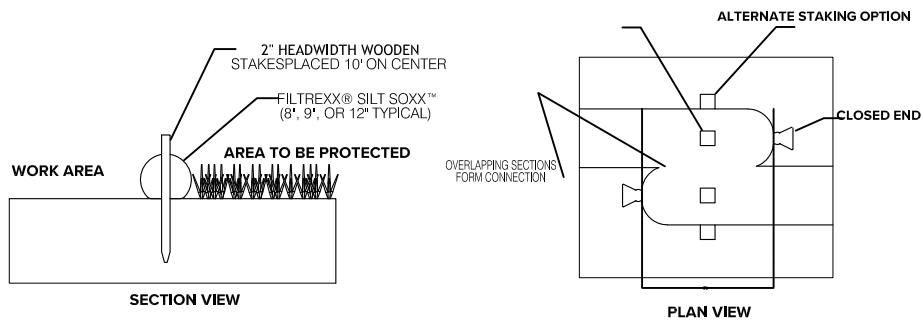 2" HEADWIDTH WOODEN
STAKESPLACED 10' ON CENTER
FILTREXX® SILT SOXX™
(8", 9", OR 12" TYPICAL)
AREA TO BE PROTECTED
WORK AREA
SECTION VIEW
ALTERNATE STAKING OPTION
CLOSED END
OVERLAPPING SECTIONS
FORM CONNECTION
PLAN VIEW